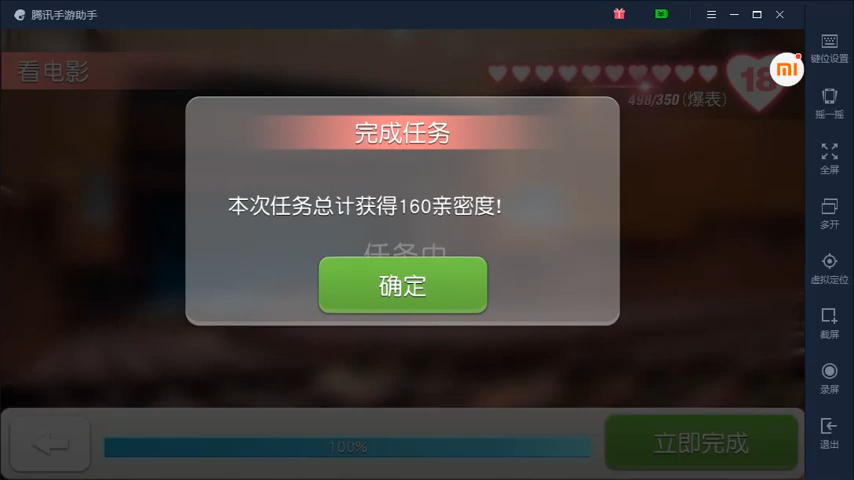 腾讯手游助手
键位设置
看电影
18
mi
498/350(爆表)
摇一摇
完成任务
全屏
本次任务总计获得160亲密度!
多开
任务中
确定
虚拟定位
截屏
录屏
100%
立即完成
退出